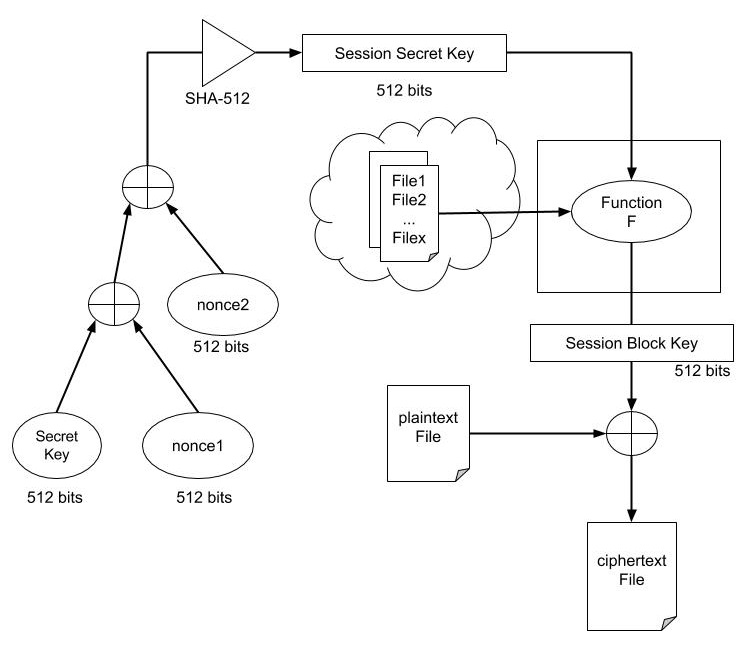 Session Secret Key
SHA-512
512 bits
File1
File2
...
Filex
Function
F
nonce2
512 bits
Session Block Key
512 bits
plaintext
File
Secret
Key
nonce1
512 bits
512 bits
ciphertext
File